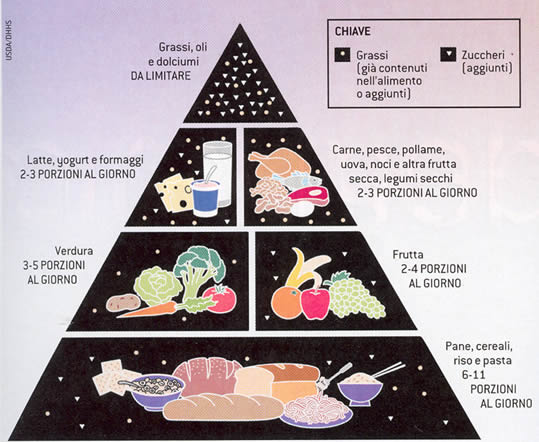 USDA/DHHS
Grassi, oli
e dolciumi
DA LIMITARE
CHIAVE
Grassi
(già contenuti
nell'alimento
o aggiunti)
Zuccheri
(aggiunti)
Latte, yogurt e formaggi
2-3 PORZIONI AL GIORNO
Carne, pesce, pollame,
uova, noci e altra frutta
secca, legumi secchi
2-3 PORZIONI AL GIORNO
Verdura
3-5 PORZIONI
AL GIORNO
Frutta
2-4 PORZIONI
AL GIORNO
Pane, cereali,
riso e pasta
6-11
PORZIONI
AL GIORNO